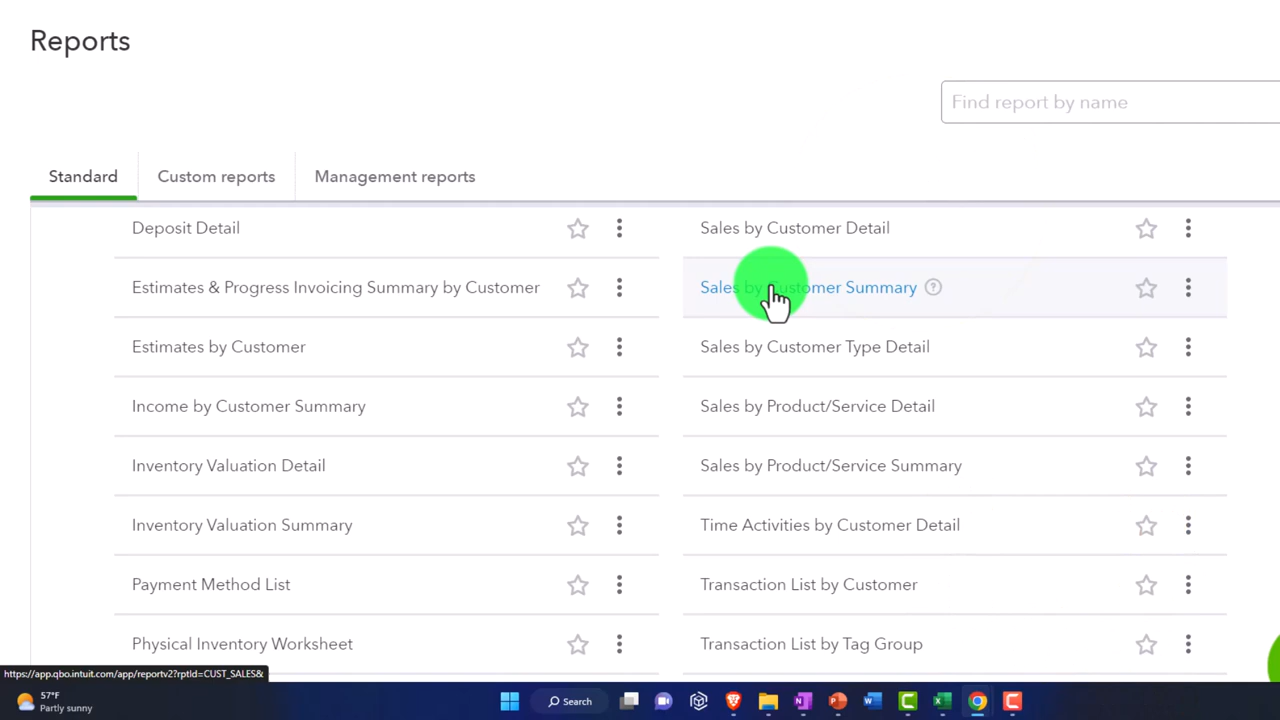 Reports
Find report by name
Standard
Custom reports
Management reports
Deposit Detail
Sales by Customer Detail
Estimates & Progress Invoicing Summary by Customer
Sales by Customer Summary
Estimates by Customer
Sales by Customer Type Detail
Income by Customer Summary
Sales by Product/Service Detail
Inventory Valuation Detail
Sales by Product/Service Summary
Inventory Valuation Summary
Time Activities by Customer Detail
Payment Method List
Transaction List by Customer
Physical Inventory Worksheet
Transaction List by Tag Group
https://app.qbo.intuit.com/app/reportv2?rptId=CUST_SALES&
57°F
Partly sunny
Search